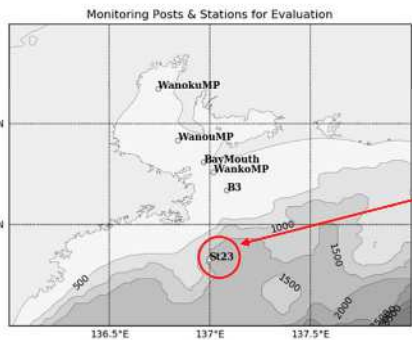 Monitoring Posts & Stations for Evaluation
WanokuMP
N
WanouMP
BayMouth
WankoMP
B3
N
1000
St23
500
1500
1500
2000
136.5°E
137°E
137.5°E